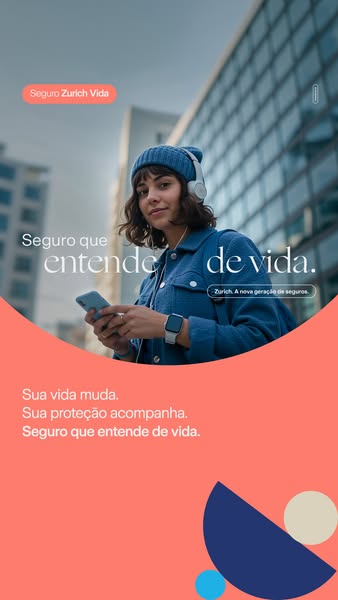 Seguro Zurich Vida
Seguro que
entende de vida.
Zurich. A nova geração de seguros.
Sua vida muda.
Sua proteção acompanha.
Seguro que entende de vida.